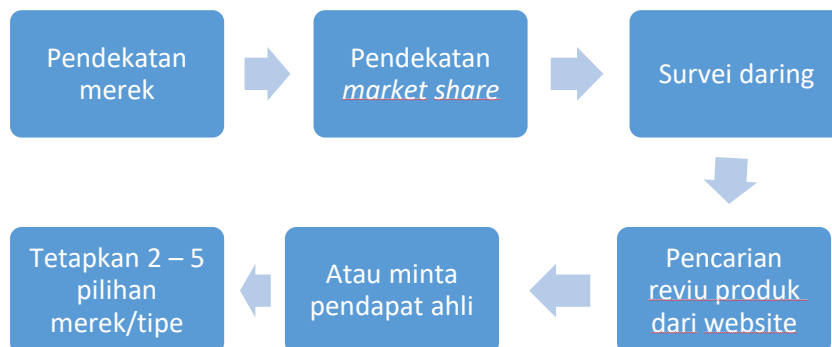 Pendekatan
merek
Pendekatan
market share
Survei daring
Pencarian
reviu produk
dari website
Atau minta
pendapat ahli
Tetapkan 2 – 5
pilihan
merek/tipe